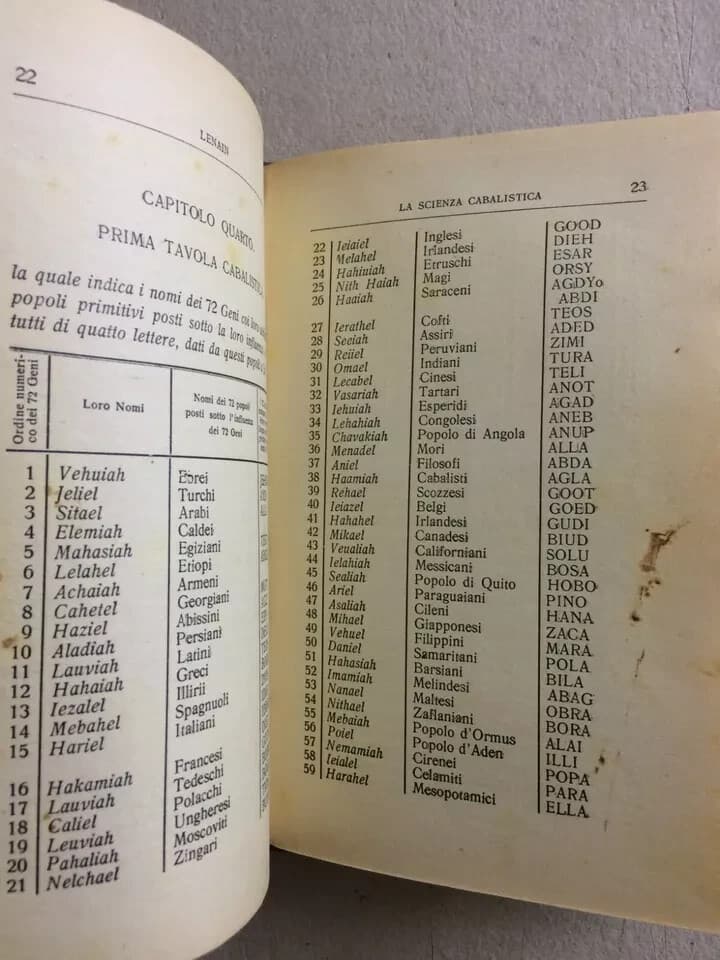 22
LENAIN
CAPITOLO QUARTO.
PRIMA TAVOLA CABALISTICA
la quale indica i nomi dei 72 Geni coi loro
popoli primitivi posti sotto la loro influenza
tutti di quatto lettere, dati da questi popoli
Ordine numeri-
co dei 72 Geni
Loro Nomi
Nomi dei 72 popoli
posti sotto l'influenza
dei 72 Geni
1 Vehuiah Ebrei
2 Jeliel Turchi
3 Sitael Arabi
4 Elemiah Caldei
5 Mahasiah Egiziani
6 Lelahel Etiopi
7 Achaiah Armeni
8 Cahetel Georgiani
9 Haziel Abissini
10 Aladiah Persiani
11 Lauviah Latini
12 Hahaiah Greci
13 Iezalel Illirii
14 Mebahel Spagnuoli
15 Hariel Italiani
16 Hakamiah Francesi
17 Lauviah Tedeschi
18 Caliel Polacchi
19 Leuviah Ungheresi
20 Pahaliah Moscoviti
21 Nelchael Zingari
LA SCIENZA CABALISTICA
23
22 Ieiaiel Inglesi GOOD
23 Melahel Irlandesi DIEH
24 Hahiuiah Etruschi ESAR
25 Nith Haiah Magi ORSY
26 Haaiah Saraceni AGDYo
ABDI
27 Ierathel Cofti TEOS
28 Seeiah Assiri ADED
29 Reiiel Peruviani ZIMI
30 Omael Indiani TURA
31 Lecabel Cinesi TELI
32 Vasariah Tartari ANOT
33 Iehuiah Esperidi AGAD
34 Lehahiah Congolesi ANEB
35 Chavakiah Popolo di Angola ANUP
36 Menadel Mori ALLA
37 Aniel Filosofi ABDA
38 Haamiah Cabalisti AGLA
39 Rehael Scozzesi GOOT
40 Ieiazel Belgi GOED
41 Hahahel Irlandesi GUDI
42 Mikael Canadesi BIUD
43 Veualiah Californiani SOLU
44 Ielahiah Messicani BOSA
45 Sealiah Popolo di Quito HOBO
46 Ariel Paraguaiani PINO
47 Asaliah Cileni HANA
48 Mihael Giapponesi ZACA
49 Vehuel Filippini MARA
50 Daniel Samaritani POLA
51 Hahasiah Barsiani BILA
52 Imamiah Melindesi ABAG
53 Nanael Maltesi OBRA
54 Nithael Zaflaniani BORA
55 Mebaiah Popolo d'Ormus ALAI
56 Poiel Popolo d'Aden ILLI
57 Nemamiah Cirenei POPA
58 Ieialel Celamiti PARA
59 Harahel Mesopotamici ELLA